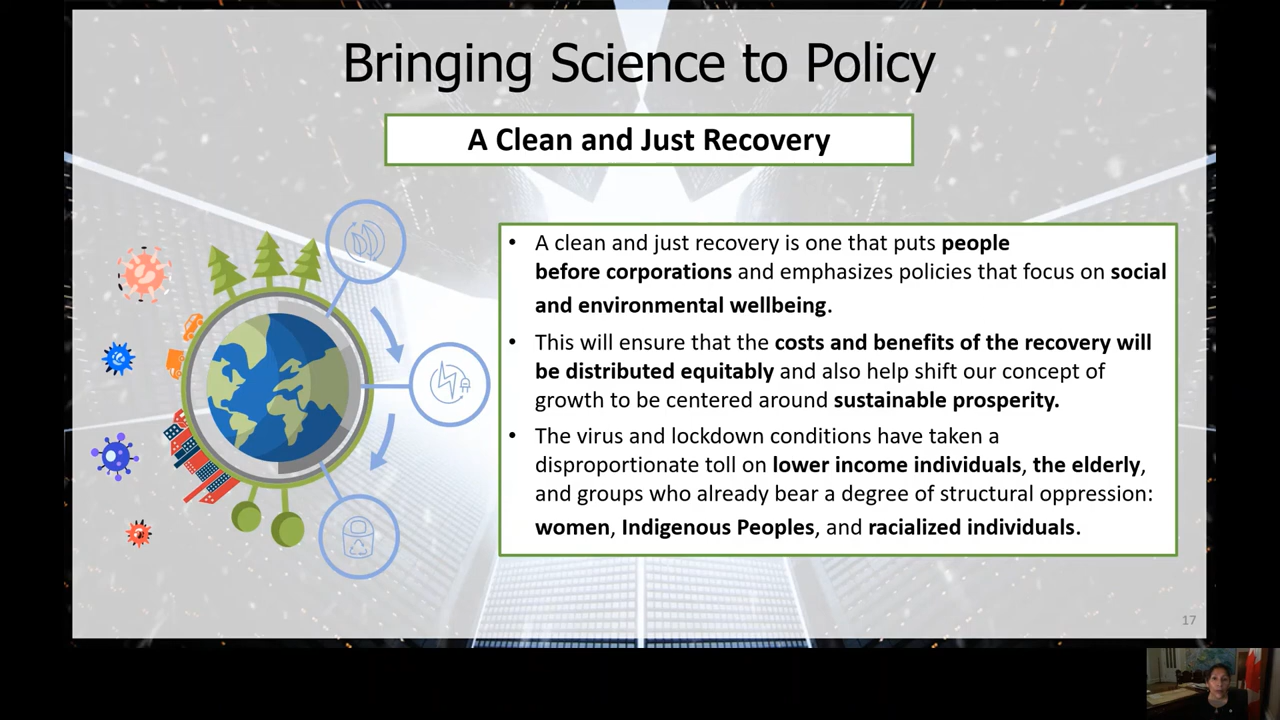 Bringing Science to Policy
A Clean and Just Recovery
• A clean and just recovery is one that puts people
before corporations and emphasizes policies that focus on social
and environmental wellbeing.
• This will ensure that the costs and benefits of the recovery will
be distributed equitably and also help shift our concept of
growth to be centered around sustainable prosperity.
• The virus and lockdown conditions have taken a
disproportionate toll on lower income individuals, the elderly,
and groups who already bear a degree of structural oppression:
women, Indigenous Peoples, and racialized individuals.
17